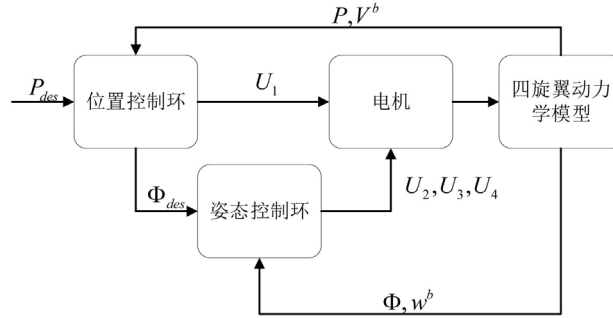 P, V^b
P_des
位置控制环
U_1
电机
四旋翼动力
学模型
Φ_des
姿态控制环
U_2, U_3, U_4
Φ, w^b